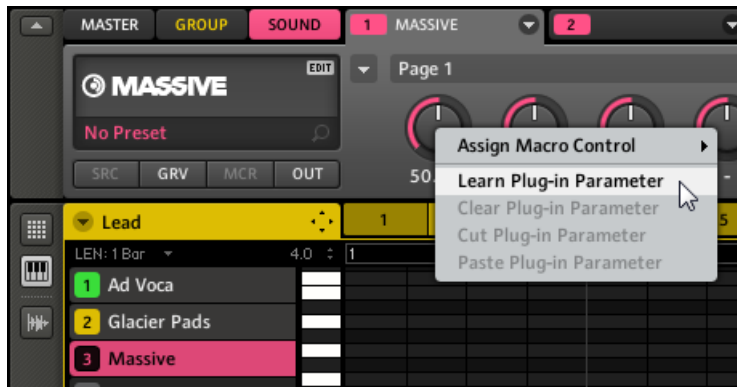 MASTER GROUP SOUND 1 MASSIVE 2
MASSIVE EDIT Page 1
No Preset
SRC GRV MCR OUT 50.
Assign Macro Control
Learn Plug-in Parameter
Clear Plug-in Parameter
Cut Plug-in Parameter
Paste Plug-in Parameter
Lead 1 5
LEN: 1 Bar 4.0 1
1 Ad Voca
2 Glacier Pads
3 Massive